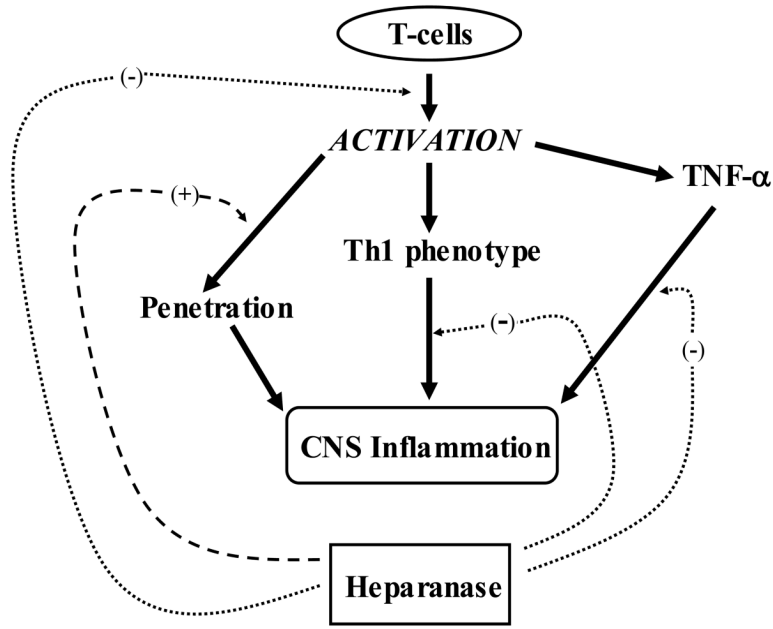 T-cells
(-)
ACTIVATION
TNF-α
(+)
Th1 phenotype
Penetration
(-)
(-)
CNS Inflammation
Heparanase